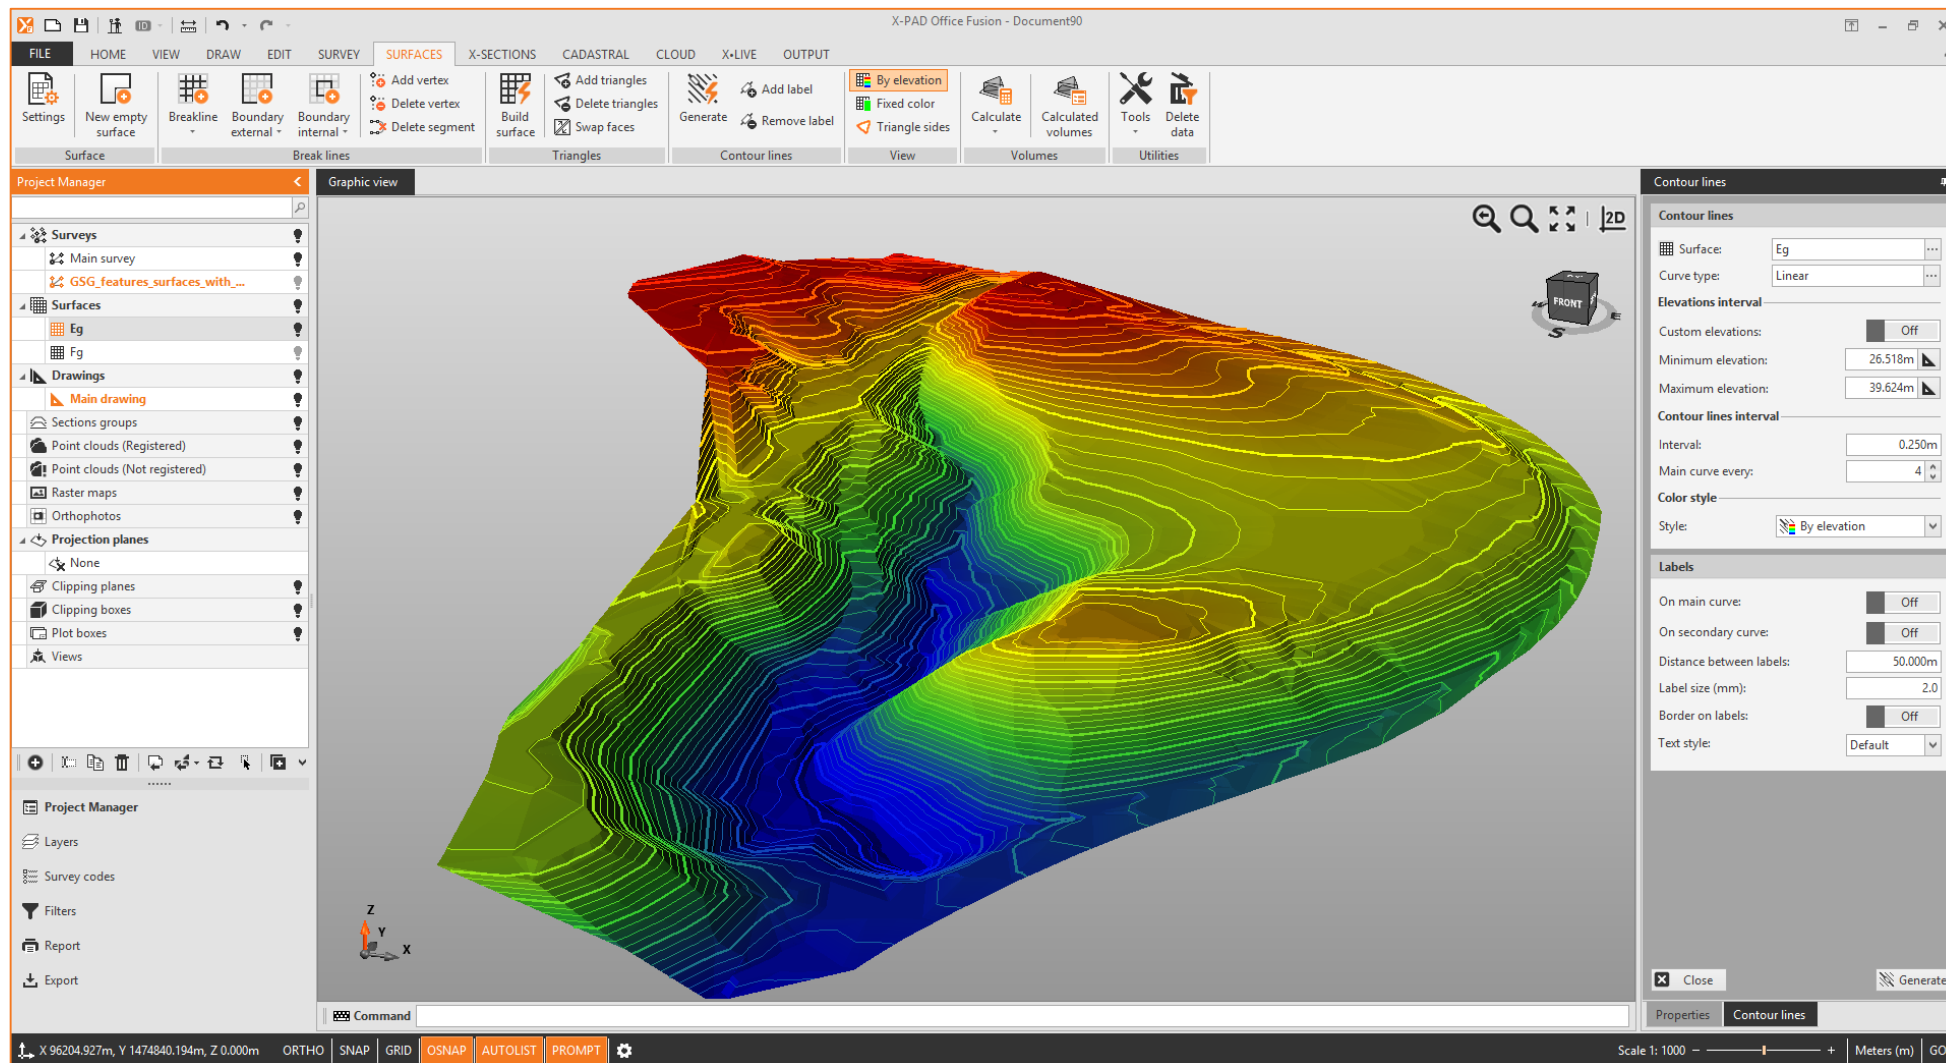 X-PAD Office Fusion - Document90
FILE HOME VIEW DRAW EDIT SURVEY SURFACES X-SECTIONS CADASTRAL CLOUD X•LIVE OUTPUT
Settings
New empty
surface
Surface
Breakline
Boundary
external
Boundary
internal
Add vertex
Delete vertex
Delete segment
Break lines
Build
surface
Add triangles
Delete triangles
Swap faces
Triangles
Generate
Add label
Remove label
Contour lines
By elevation
Fixed color
Triangle sides
View
Calculate
Calculated
volumes
Volumes
Tools
Delete
data
Utilities
Project Manager
Surveys
Main survey
GSG_features_surfaces_with_...
Surfaces
Eg
Fg
Drawings
Main drawing
Sections groups
Point clouds (Registered)
Point clouds (Not registered)
Raster maps
Orthophotos
Projection planes
None
Clipping planes
Clipping boxes
Plot boxes
Views
Project Manager
Layers
Survey codes
Filters
Report
Export
Graphic view
2D
FRONT
W
S
E
Z
Y
X
Command
Contour lines
Contour lines
Surface: Eg
Curve type: Linear
Elevations interval
Custom elevations: Off
Minimum elevation: 26.518m
Maximum elevation: 39.624m
Contour lines interval
Interval: 0.250m
Main curve every: 4
Color style
Style: By elevation
Labels
On main curve: Off
On secondary curve: Off
Distance between labels: 50.000m
Label size (mm): 2.0
Border on labels: Off
Text style: Default
Close Generate
Properties Contour lines
X 96204.927m, Y 1474840.194m, Z 0.000m ORTHO SNAP GRID OSNAP AUTOLIST PROMPT Scale 1: 1000 − + Meters (m) GO